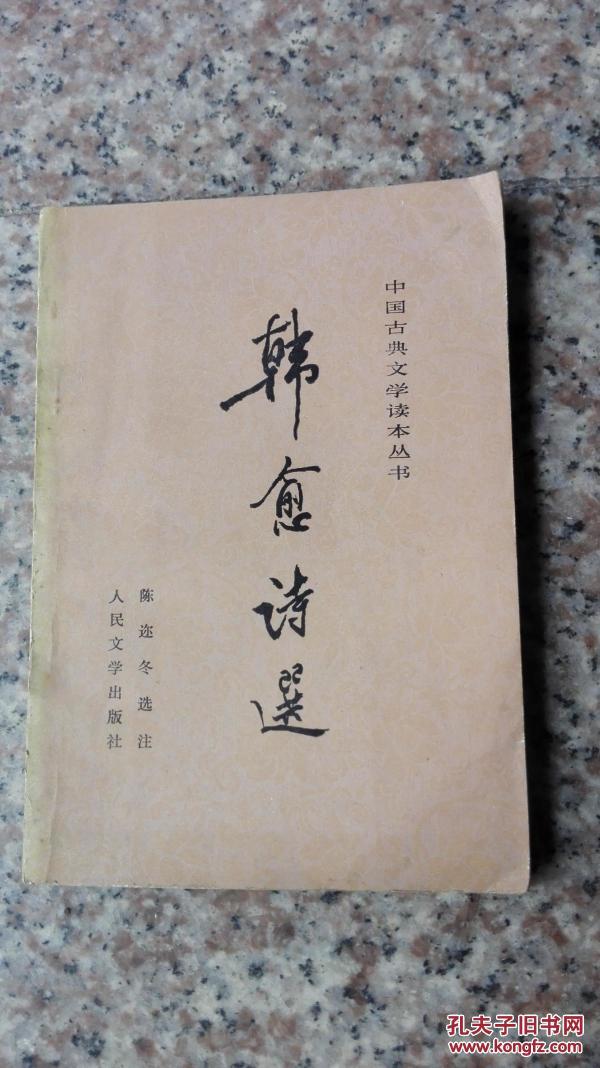 中国古典文学读本丛书
韩愈诗選
陈迩冬选注
人民文学出版社
孔夫子旧书网
www.kongfz.com